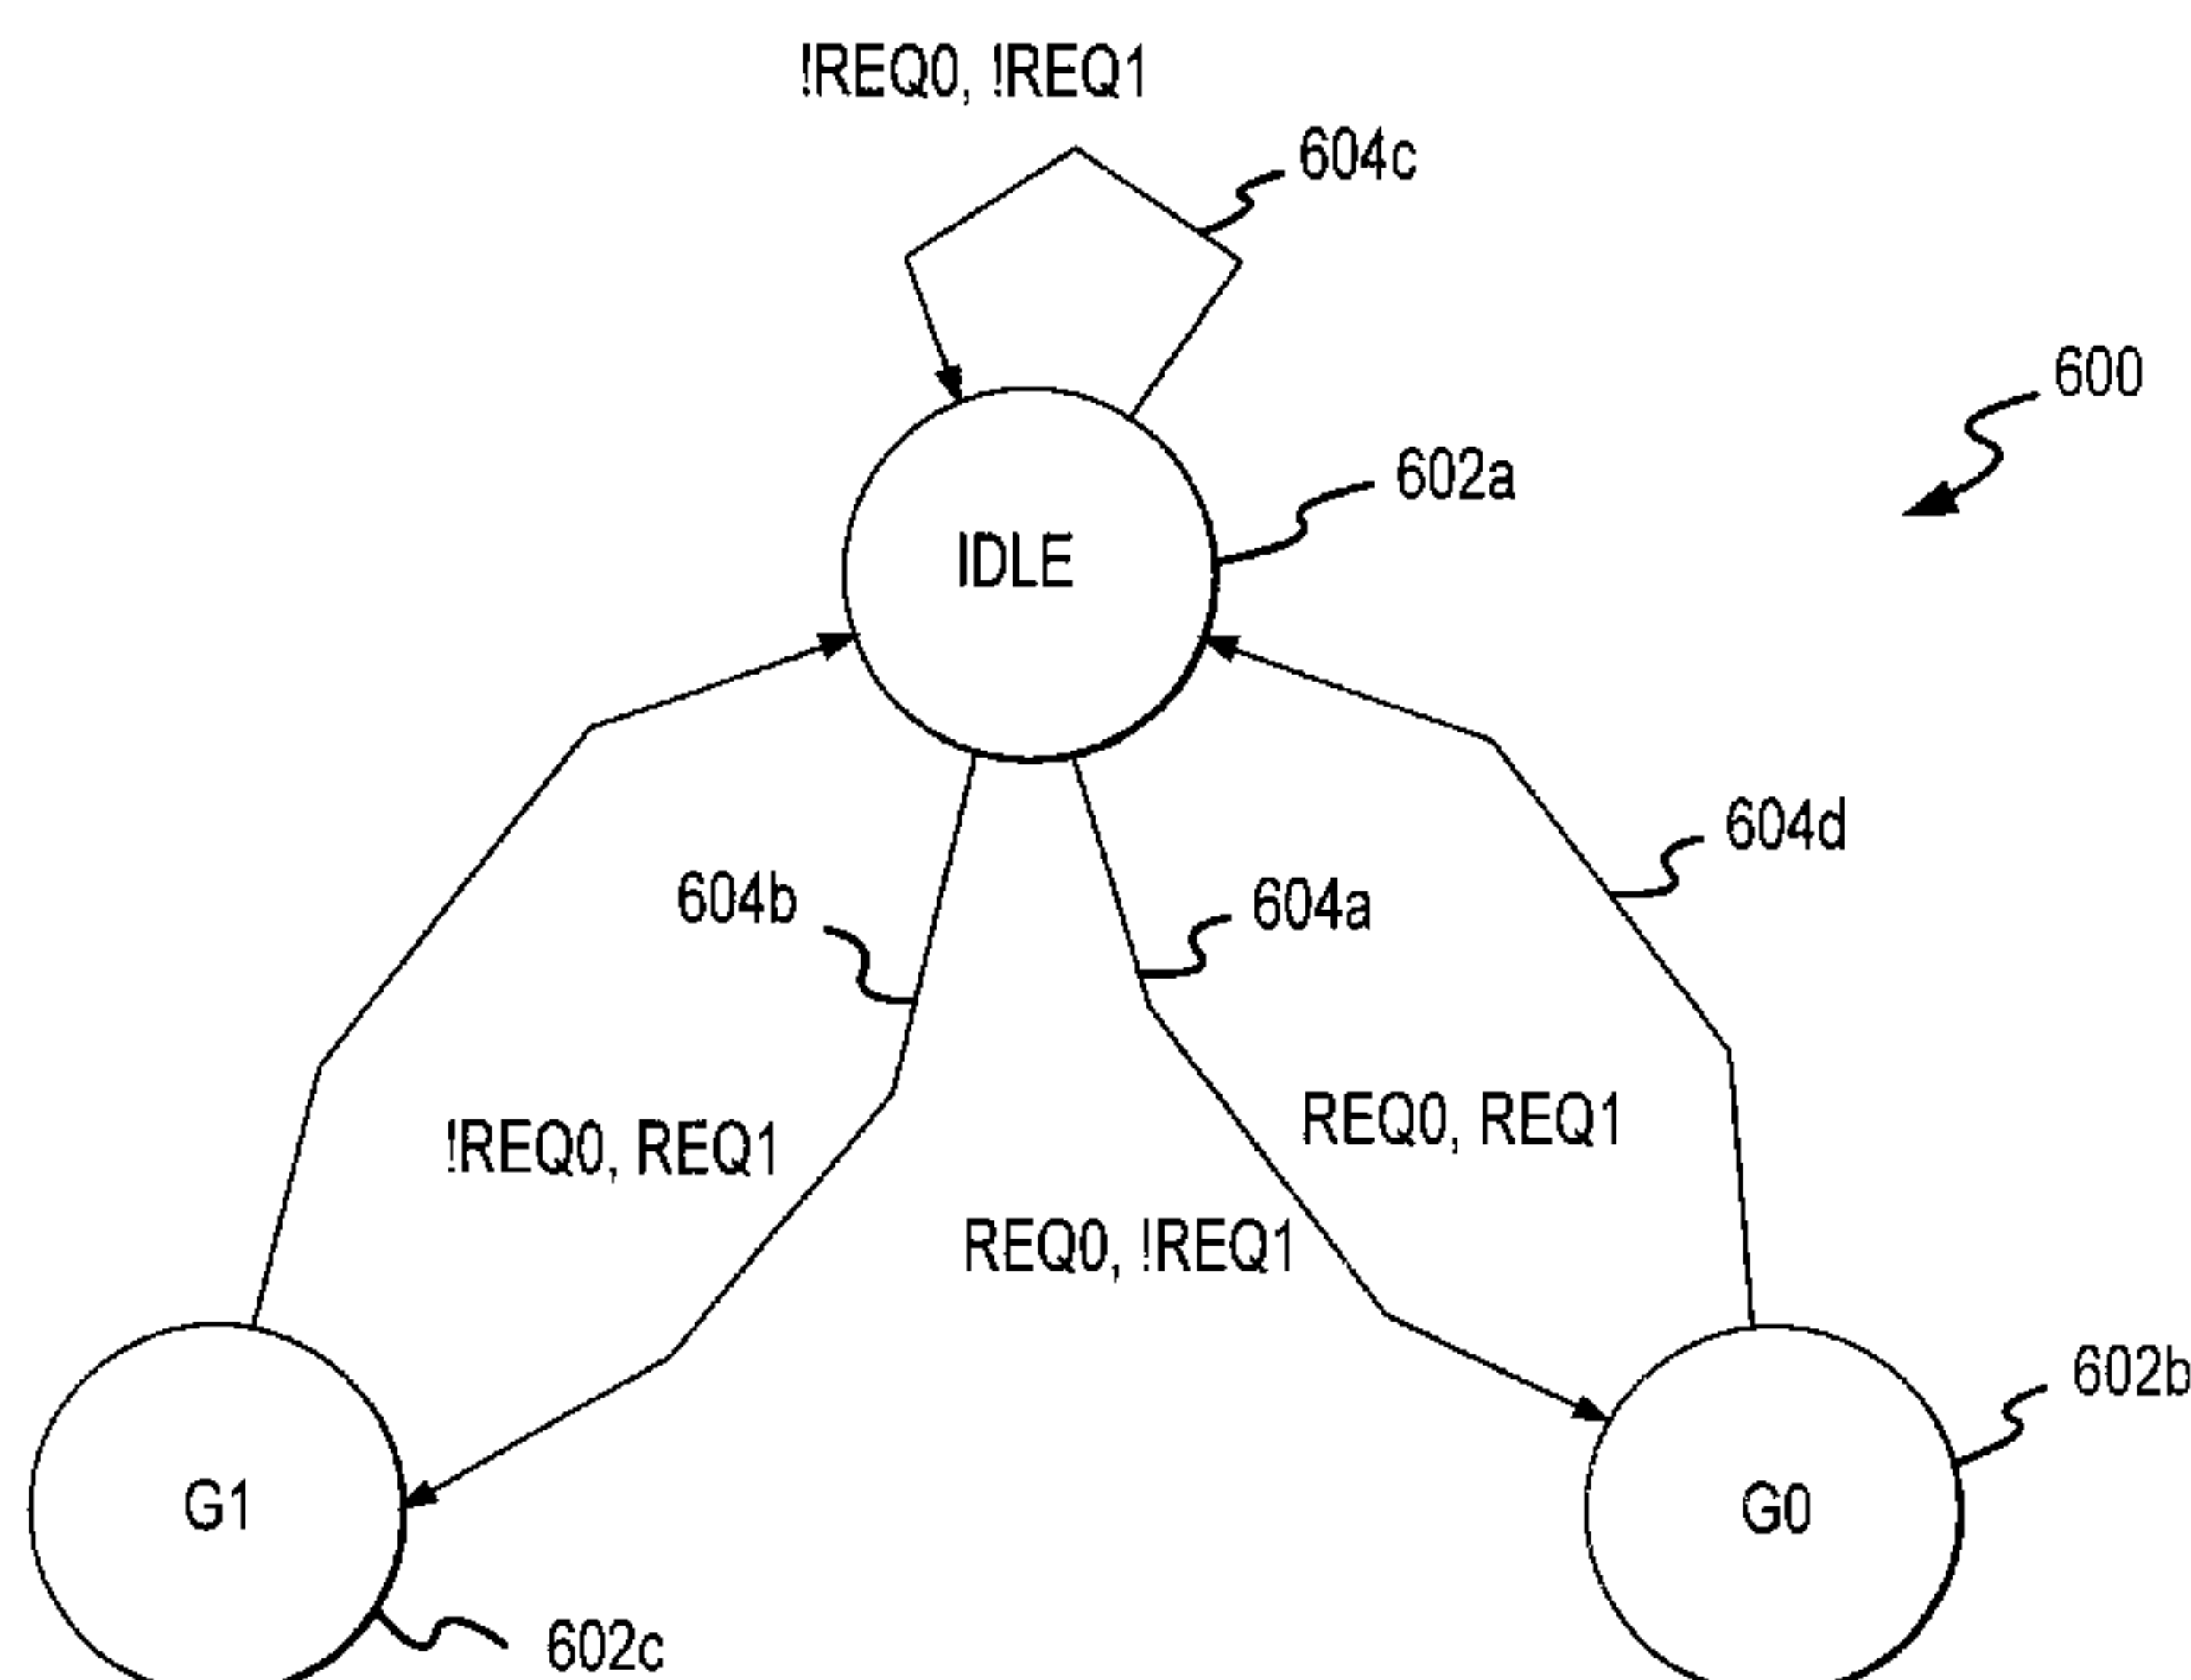 !REQ0, !REQ1
604c
600
602a
IDLE
604d
604b
604a
REQ0, REQ1
!REQ0, REQ1
REQ0, !REQ1
602b
G1
G0
602c